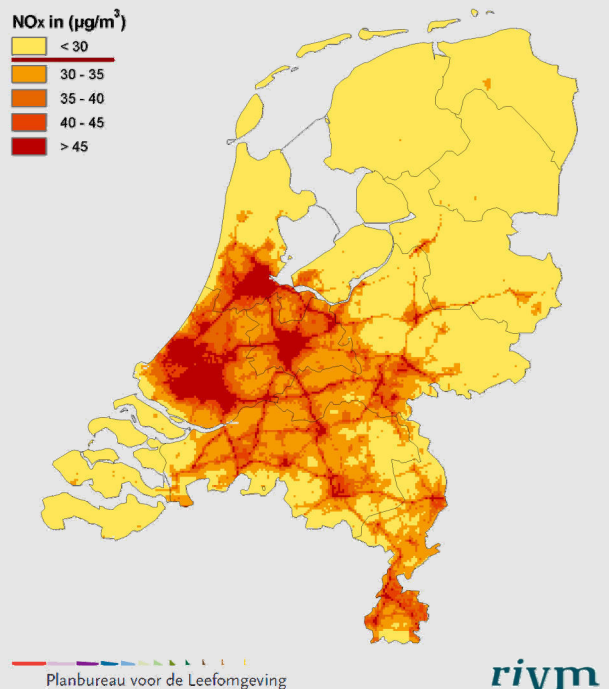 NOx in (µg/m³)
< 30
30 - 35
35 - 40
40 - 45
> 45
Planbureau voor de Leefomgeving
rivm